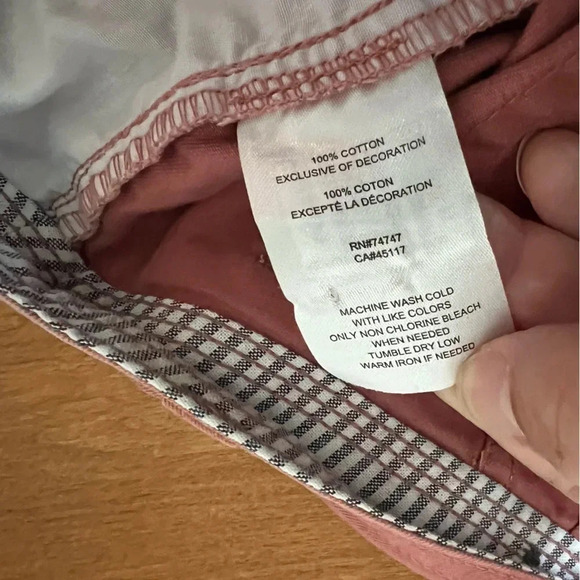 100% COTTON
EXCLUSIVE OF DECORATION
100% COTON
EXCEPTÉ LA DÉCORATION
RN#74747
CA#45117
MACHINE WASH COLD
WITH LIKE COLORS
ONLY NON CHLORINE BLEACH
WHEN NEEDED
TUMBLE DRY LOW
WARM IRON IF NEEDED